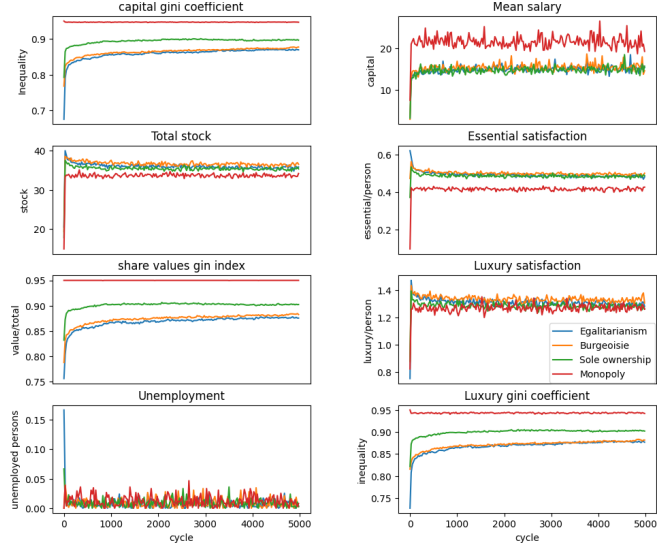 capital gini coefficient
Inequality
0.9
0.8
0.7
Mean salary
capital
20
10
Total stock
stock
40
30
20
Essential satisfaction
essential/person
0.6
0.4
0.2
share values gin index
value/total
0.95
0.90
0.85
0.80
0.75
Luxury satisfaction
luxury/person
1.4
1.2
1.0
0.8
Egalitarianism
Burgeoisie
Sole ownership
Monopoly
Unemployment
unemployed persons
0.15
0.10
0.05
0.00
0 1000 2000 3000 4000 5000
cycle
Luxury gini coefficient
inequality
0.95
0.90
0.85
0.80
0.75
0 1000 2000 3000 4000 5000
cycle